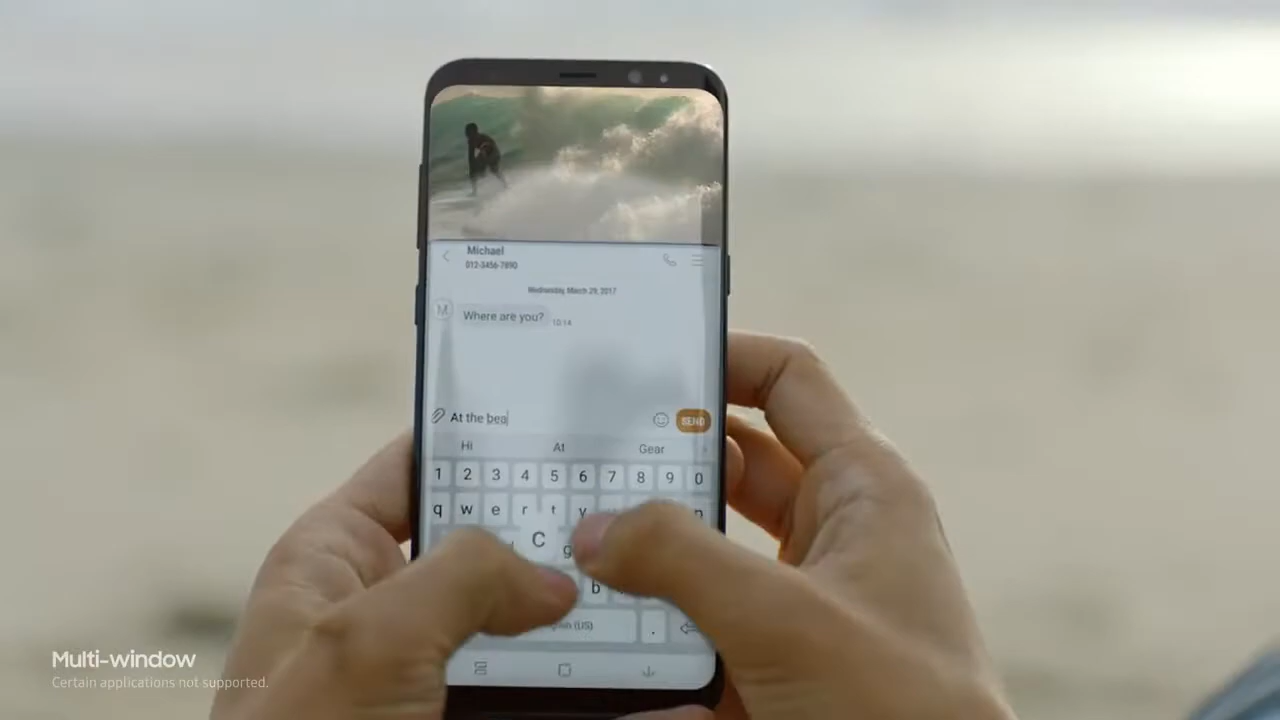 Michael
012-3456-7890
Wednesday, March 29, 2017
M
Where are you?
10:14
At the bea
SEND
Hi At Gear
1 2 3 4 5 6 7 8 9 0
q w e r t y
C g
b
(US) .
Multi-window
Certain applications not supported.